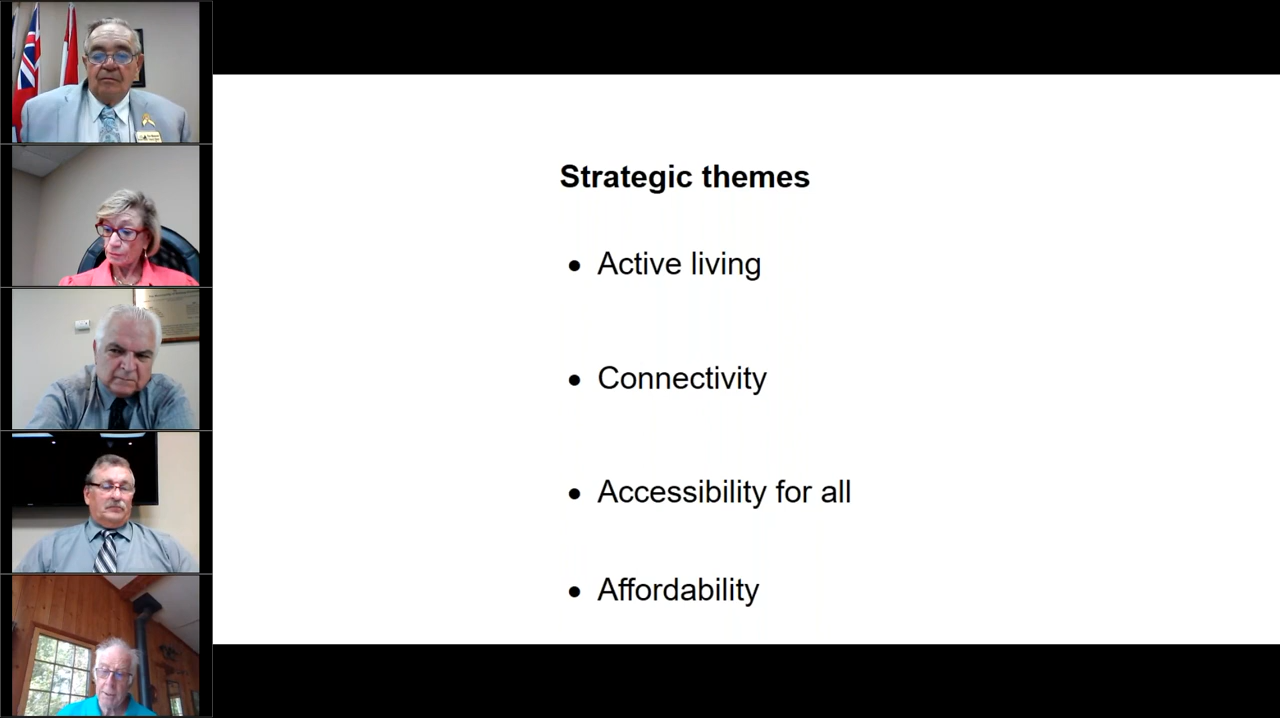 Strategic themes
• Active living
• Connectivity
• Accessibility for all
• Affordability